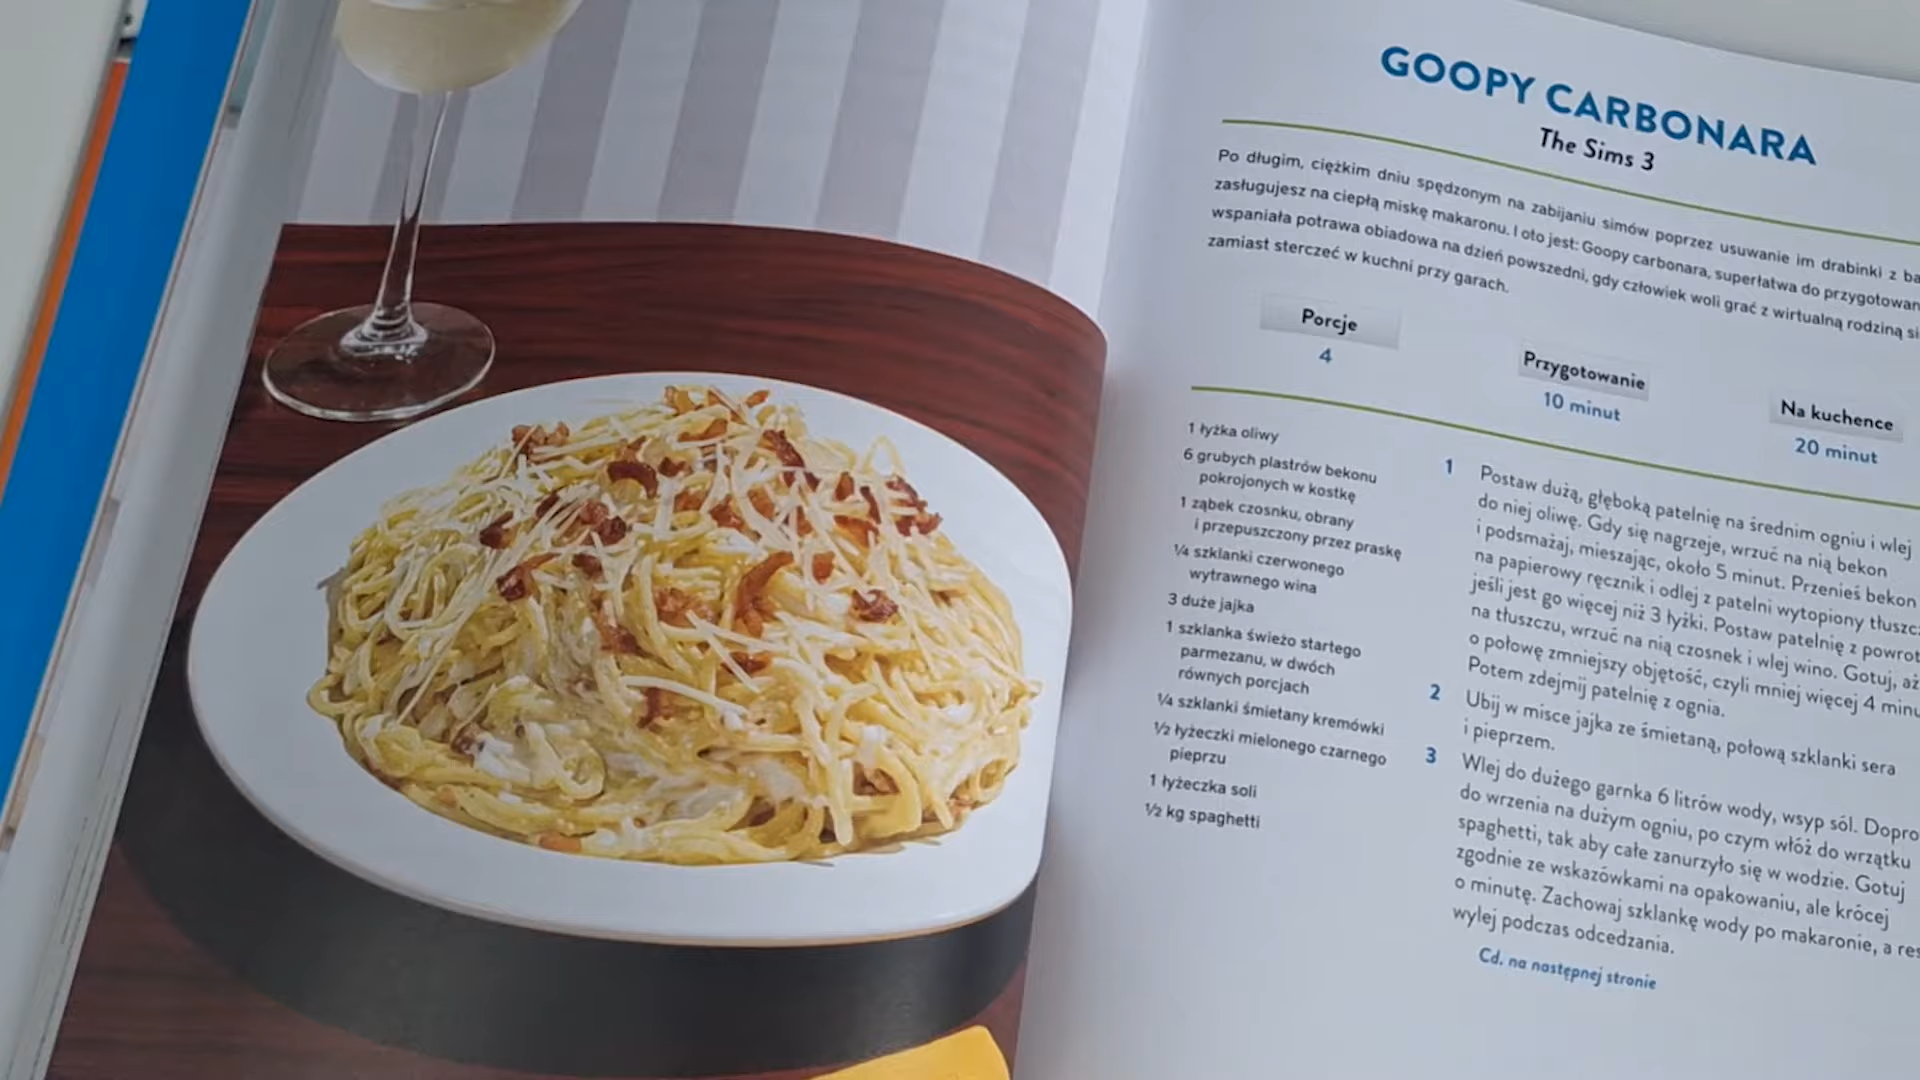 GOOPY CARBONARA
The Sims 3
Po długim, ciężkim dniu spędzonym na zabijaniu simów poprzez usuwanie im drabinki z
zasługujesz na ciepłą miskę makaronu. I oto jest: Goopy carbonara, superłatwa do
wspaniała potrawa obiadowa na dzień powszedni, gdy człowiek woli grać z wirtualną rodziną
zamiast sterczeć w kuchni przy garach.
Porcje
4
Przygotowanie
10 minut
Na kuchence
20 minut
1 łyżka oliwy
6 grubych plastrów bekonu
pokrojonych w kostkę
1 ząbek czosnku, obrany
i przepuszczony przez praskę
¼ szklanki czerwonego
wytrawnego wina
3 duże jajka
1 szklanka świeżo startego
parmezanu, w dwóch
równych porcjach
¼ szklanki śmietany kremówki
½ łyżeczki mielonego czarnego
pieprzu
1 łyżeczka soli
½ kg spaghetti
1 Postaw dużą, głęboką patelnię na średnim ogniu i wlej
do niej oliwę. Gdy się nagrzeje, wrzuć na nią bekon
i podsmażaj, mieszając, około 5 minut. Przenieś bekon
na papierowy ręcznik i odlej z patelni wytopiony
jeśli jest go więcej niż 3 łyżki. Postaw patelnię z
na tłuszczu, wrzuć na nią czosnek i wlej wino. Gotuj, aż
o połowę zmniejszy objętość, czyli mniej więcej 4
Potem zdejmij patelnię z ognia.
2 Ubij w misce jajka ze śmietaną, połową szklanki sera
i pieprzem.
3 Wlej do dużego garnka 6 litrów wody, wsyp sól.
do wrzenia na dużym ogniu, po czym włóż do wrzątku
spaghetti, tak aby całe zanurzyło się w wodzie. Gotuj
zgodnie ze wskazówkami na opakowaniu, ale krócej
o minutę. Zachowaj szklankę wody po makaronie, a
wylej podczas odcedzania.
Cd. na następnej stronie